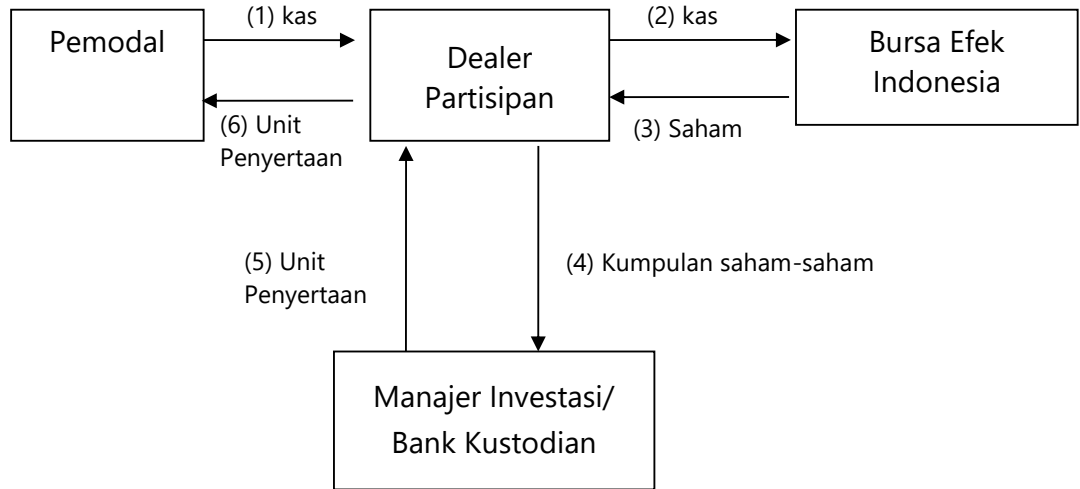 Pemodal
(1) kas
Dealer
Partisipan
(2) kas
Bursa Efek
Indonesia
(6) Unit
Penyertaan
(3) Saham
(5) Unit
Penyertaan
(4) Kumpulan saham-saham
Manajer Investasi/
Bank Kustodian